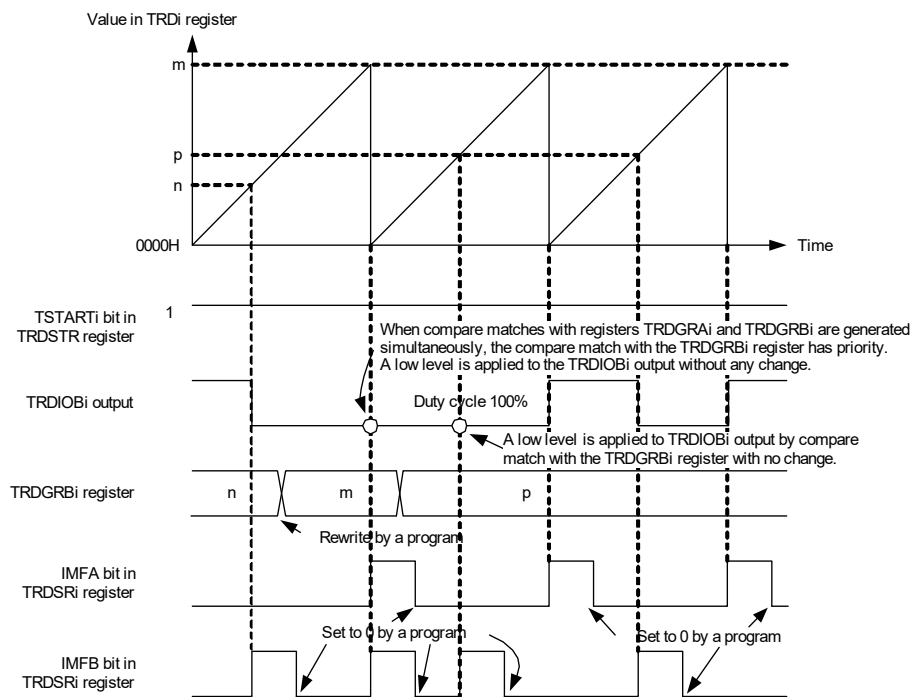 Value in TRDi register
m
p
n
0000H
Time
TSTARTi bit in
TRDSTR register
1
When compare matches with registers TRDGRAi and TRDGRBi are generated
simultaneously, the compare match with the TRDGRBi register has priority.
A low level is applied to the TRDIOBi output without any change.
TRDIOBi output
Duty cycle 100%
A low level is applied to TRDIOBi output by compare
match with the TRDGRBi register with no change.
TRDGRBi register
n
m
p
Rewrite by a program
IMFA bit in
TRDSRi register
Set to 0 by a program
Set to 0 by a program
IMFB bit in
TRDSRi register